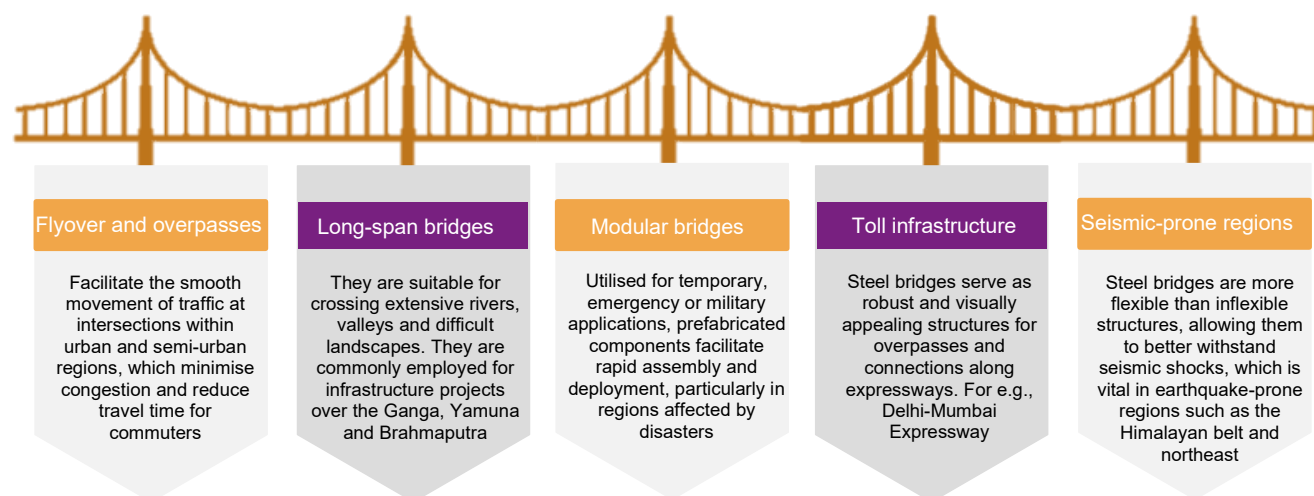 Flyover and overpasses
Facilitate the smooth
movement of traffic at
intersections within
urban and semi-urban
regions, which minimise
congestion and reduce
travel time for
commuters
Long-span bridges
They are suitable for
crossing extensive rivers,
valleys and difficult
landscapes. They are
commonly employed for
infrastructure projects
over the Ganga, Yamuna
and Brahmaputra
Modular bridges
Utilised for temporary,
emergency or military
applications, prefabricated
components facilitate
rapid assembly and
deployment, particularly in
regions affected by
disasters
Toll infrastructure
Steel bridges serve as
robust and visually
appealing structures for
overpasses and
connections along
expressways. For e.g.,
Delhi-Mumbai
Expressway
Seismic-prone regions
Steel bridges are more
flexible than inflexible
structures, allowing them
to better withstand
seismic shocks, which is
vital in earthquake-prone
regions such as the
Himalayan belt and
northeast